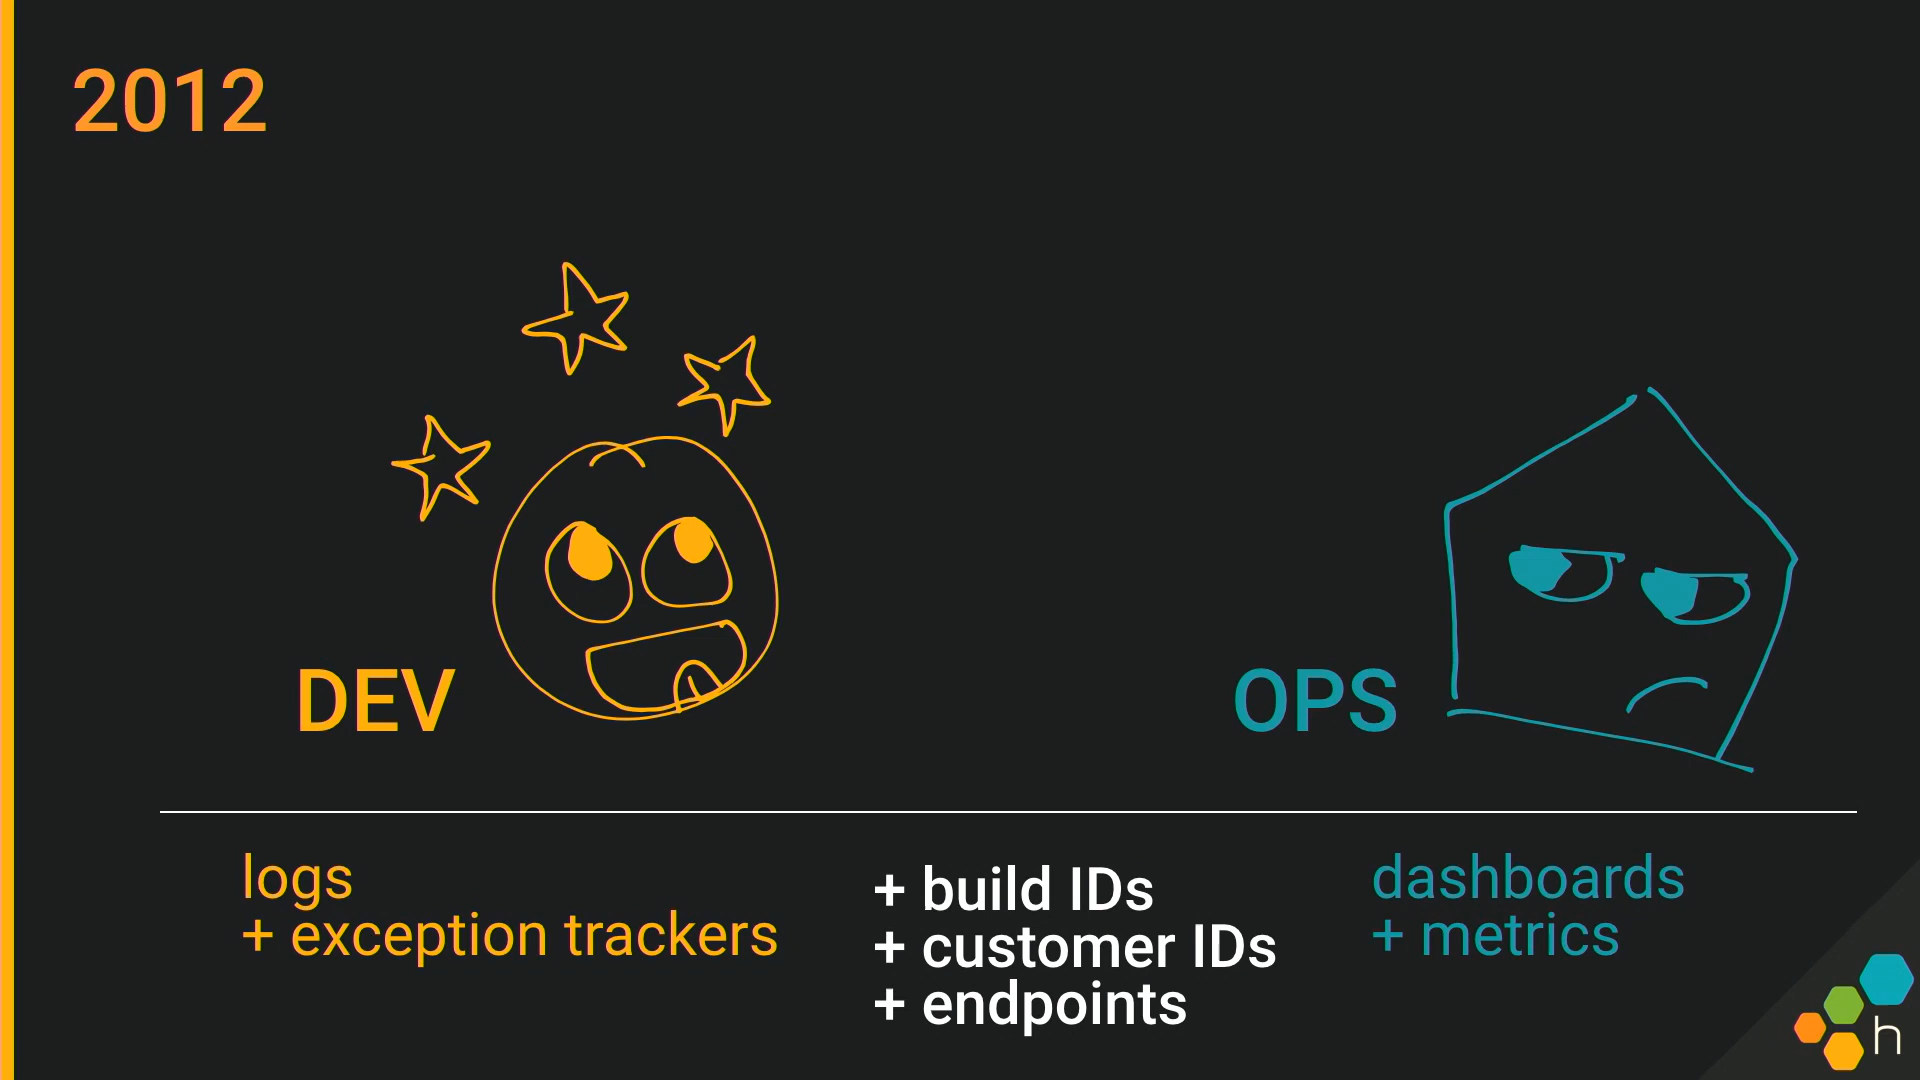 2012
DEV
OPS
logs
+ exception trackers
+ build IDs
+ customer IDs
+ endpoints
dashboards
+ metrics
h